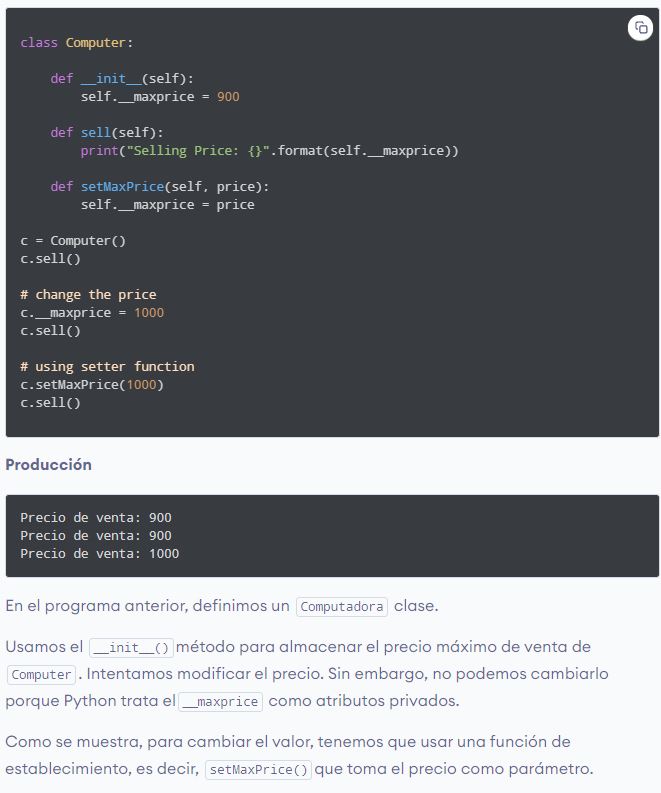 class Computer:
def __init__(self):
self.__maxprice = 900
def sell(self):
print("Selling Price: {}".format(self.__maxprice))
def setMaxPrice(self, price):
self.__maxprice = price
c = Computer()
c.sell()
# change the price
c.__maxprice = 1000
c.sell()
# using setter function
c.setMaxPrice(1000)
c.sell()
Producción
Precio de venta: 900
Precio de venta: 900
Precio de venta: 1000
En el programa anterior, definimos un Computadora clase.
Usamos el __init__() método para almacenar el precio máximo de venta de
Computer . Intentamos modificar el precio. Sin embargo, no podemos cambiarlo
porque Python trata el __maxprice como atributos privados.
Como se muestra, para cambiar el valor, tenemos que usar una función de
establecimiento, es decir, setMaxPrice() que toma el precio como parámetro.